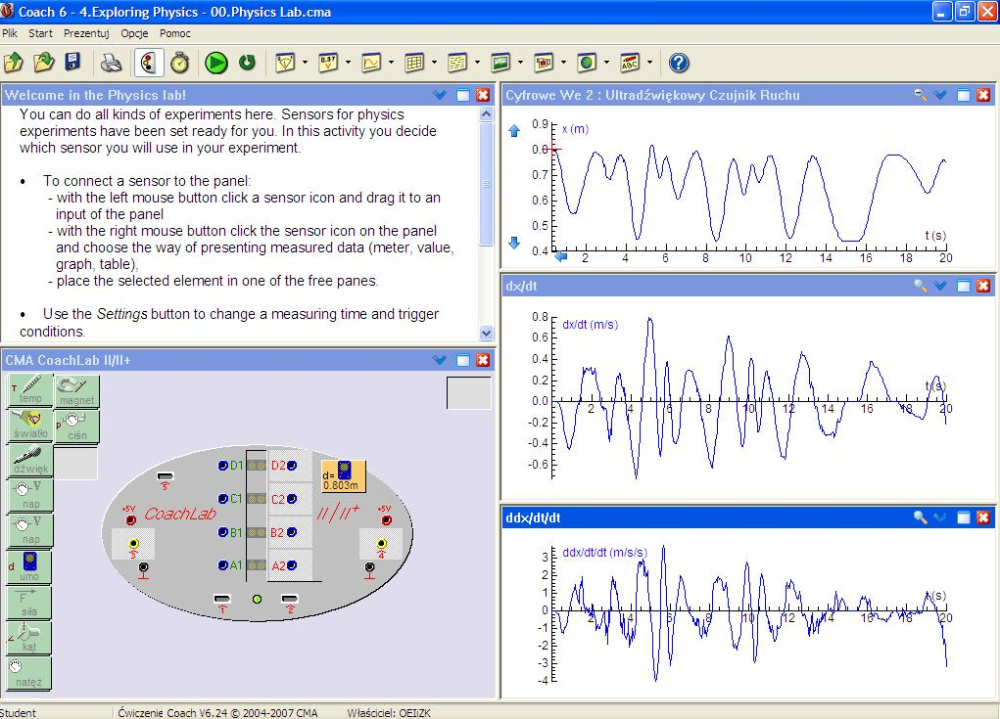 Coach 6 - 4.Exploring Physics - 00.Physics Lab.cma
Plik Start Prezentuj Opcje Pomoc
0.37
ABC
?
Welcome in the Physics lab!
You can do all kinds of experiments here. Sensors for physics
experiments have been set ready for you. In this activity you decide
which sensor you will use in your experiment.
• To connect a sensor to the panel:
- with the left mouse button click a sensor icon and drag it to an
input of the panel
- with the right mouse button click the sensor icon on the panel
and choose the way of presenting measured data (meter, value,
graph, table),
- place the selected element in one of the free panes.
• Use the Settings button to change a measuring time and trigger
conditions.
CMA CoachLab II/II+
T temp
magnet
światło
P ciśn
dźwięk
V nap
V nap
d umo
F siła
kąt
natęż
CoachLab II/II+
5
D1 D2
C1 C2
B1 B2
A1 A2
d=
0.803m
+5V
+5V
3
4
1
2
Cyfrowe We 2 : Ultradźwiękowy Czujnik Ruchu
x (m)
0.9
0.8
0.7
0.6
0.5
0.4
t (s)
2 4 6 8 10 12 14 16 18 20
dx/dt
dx/dt (m/s)
0.8
0.6
0.4
0.2
0.0
-0.2
-0.4
-0.6
t (s)
2 4 6 8 10 12 14 16 18 20
ddx/dt/dt
ddx/dt/dt (m/s/s)
3
2
1
0
-1
-2
-3
-4
t (s)
2 4 6 8 10 12 14 16 18 20
Student Ćwiczenie Coach V6.24 © 2004-2007 CMA Właściciel: OEIiZK